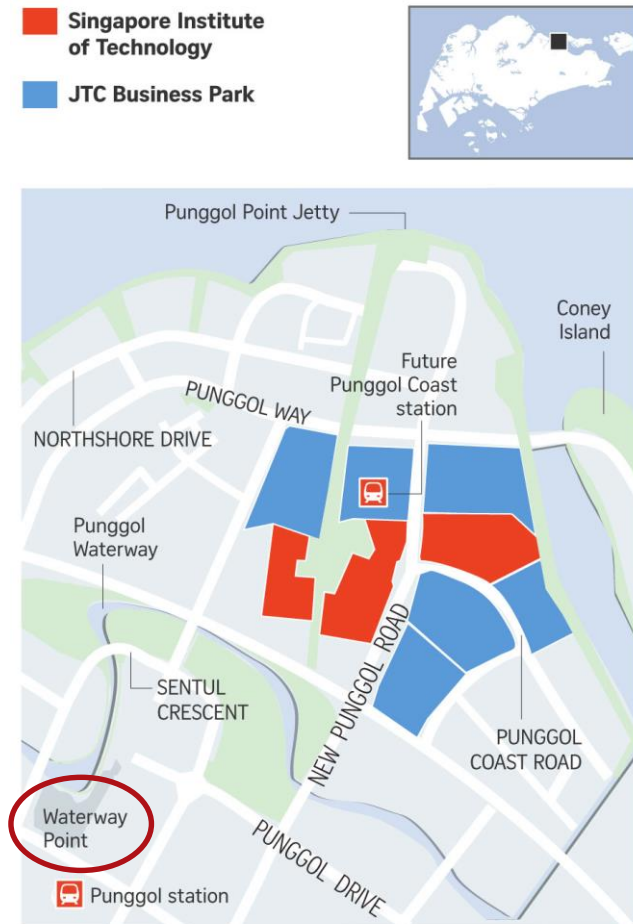 Singapore Institute
of Technology
JTC Business Park
Punggol Point Jetty
Coney
Island
Future
Punggol Coast
station
PUNGGOL WAY
NORTHSHORE DRIVE
Punggol
Waterway
SENTUL
CRESCENT
NEW PUNGGOL ROAD
PUNGGOL
COAST ROAD
Waterway
Point
PUNGGOL DRIVE
Punggol station